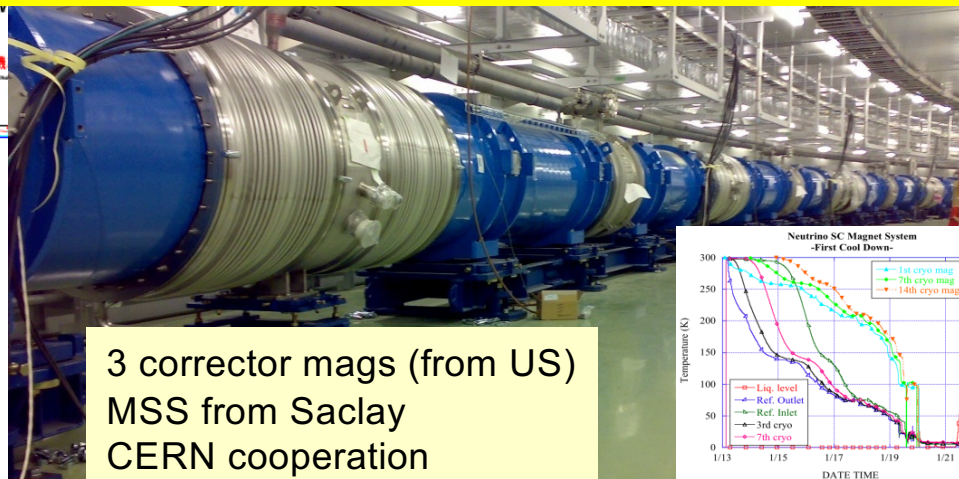 Neutrino SC Magnet System
-First Cool Down-
300
250
200
150
100
50
0
Temperature (K)
1st cryo mag
7th cryo mag
14th cryo mag
Liq. level
Ref. Outlet
Ref. Inlet
3rd cryo
7th cryo
1/13
1/15
1/17
1/19
1/21
DATE TIME
3 corrector mags (from US)
MSS from Saclay
CERN cooperation